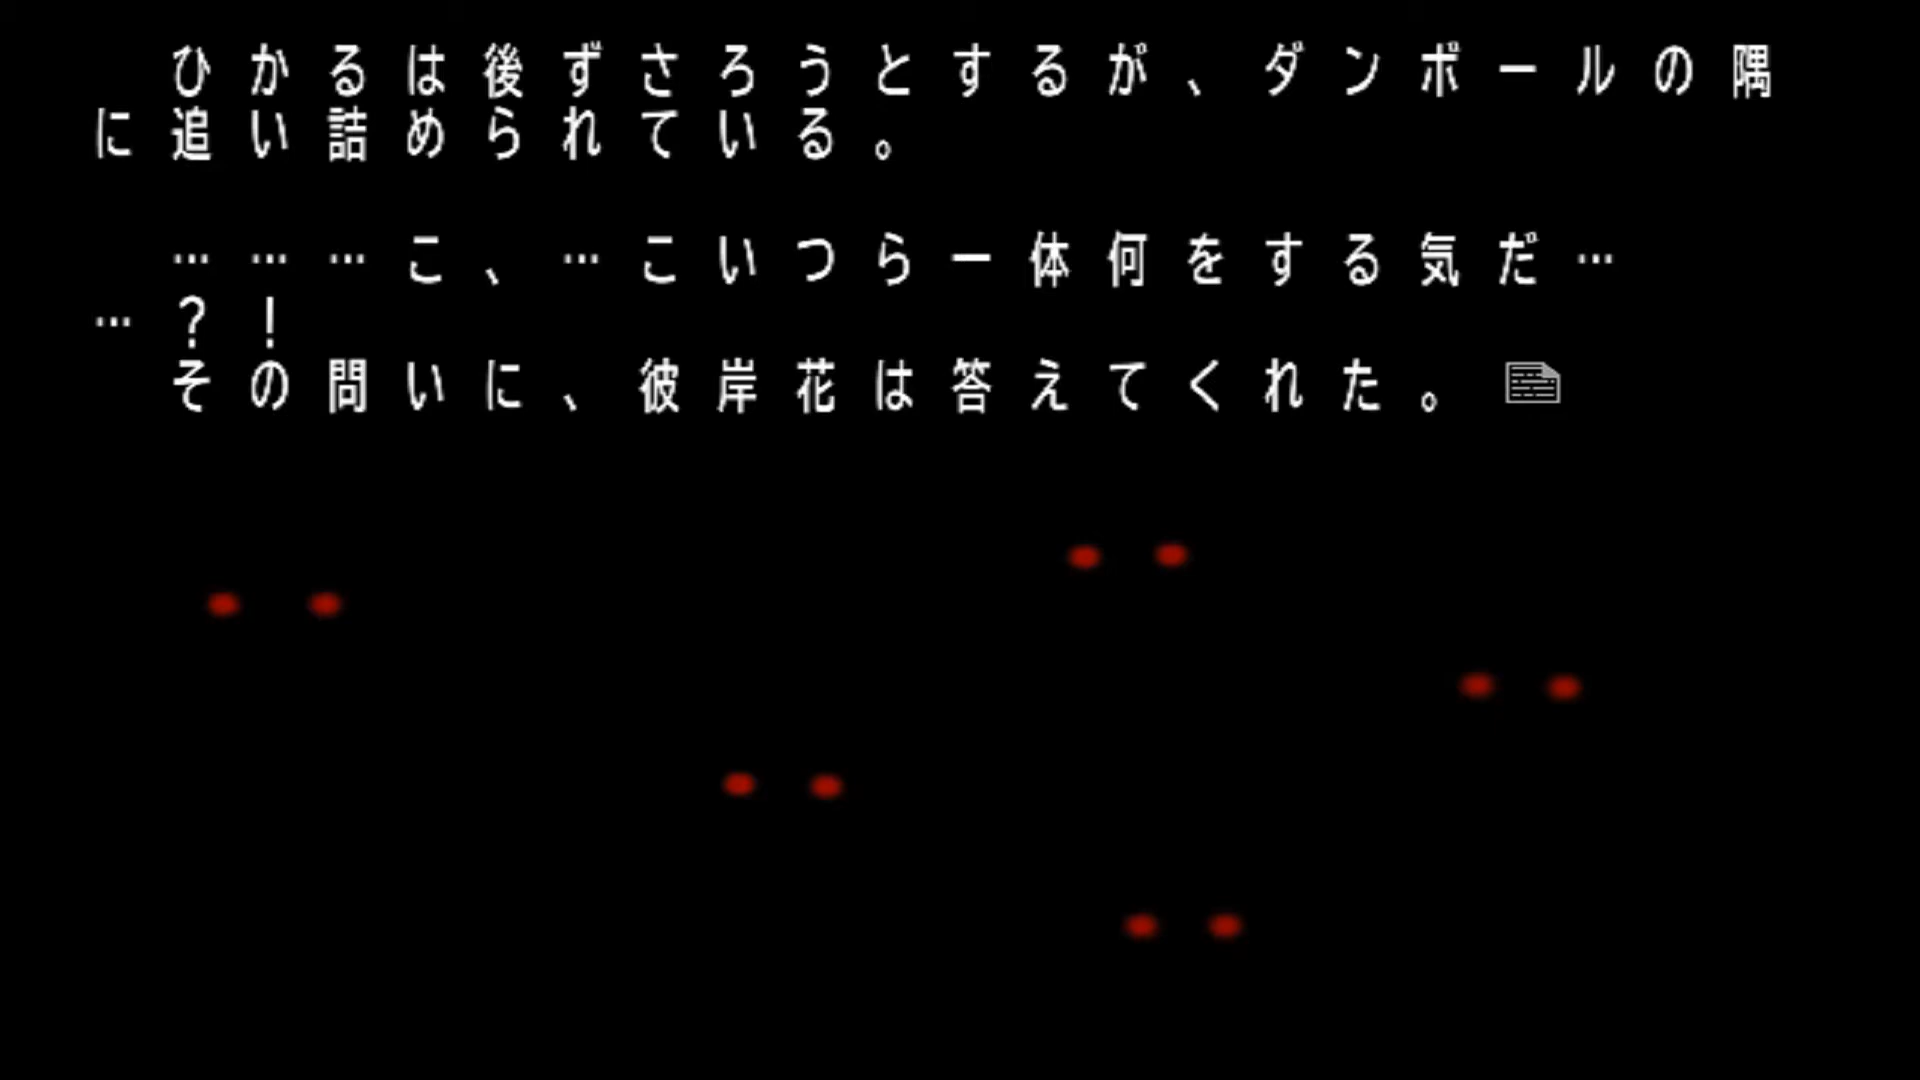 ひかるは後ずさろうとするが、ダンボールの隅
に追い詰められている。
………こ、…こいつら一体何をする気だ…
…？！
その問いに、彼岸花は答えてくれた。